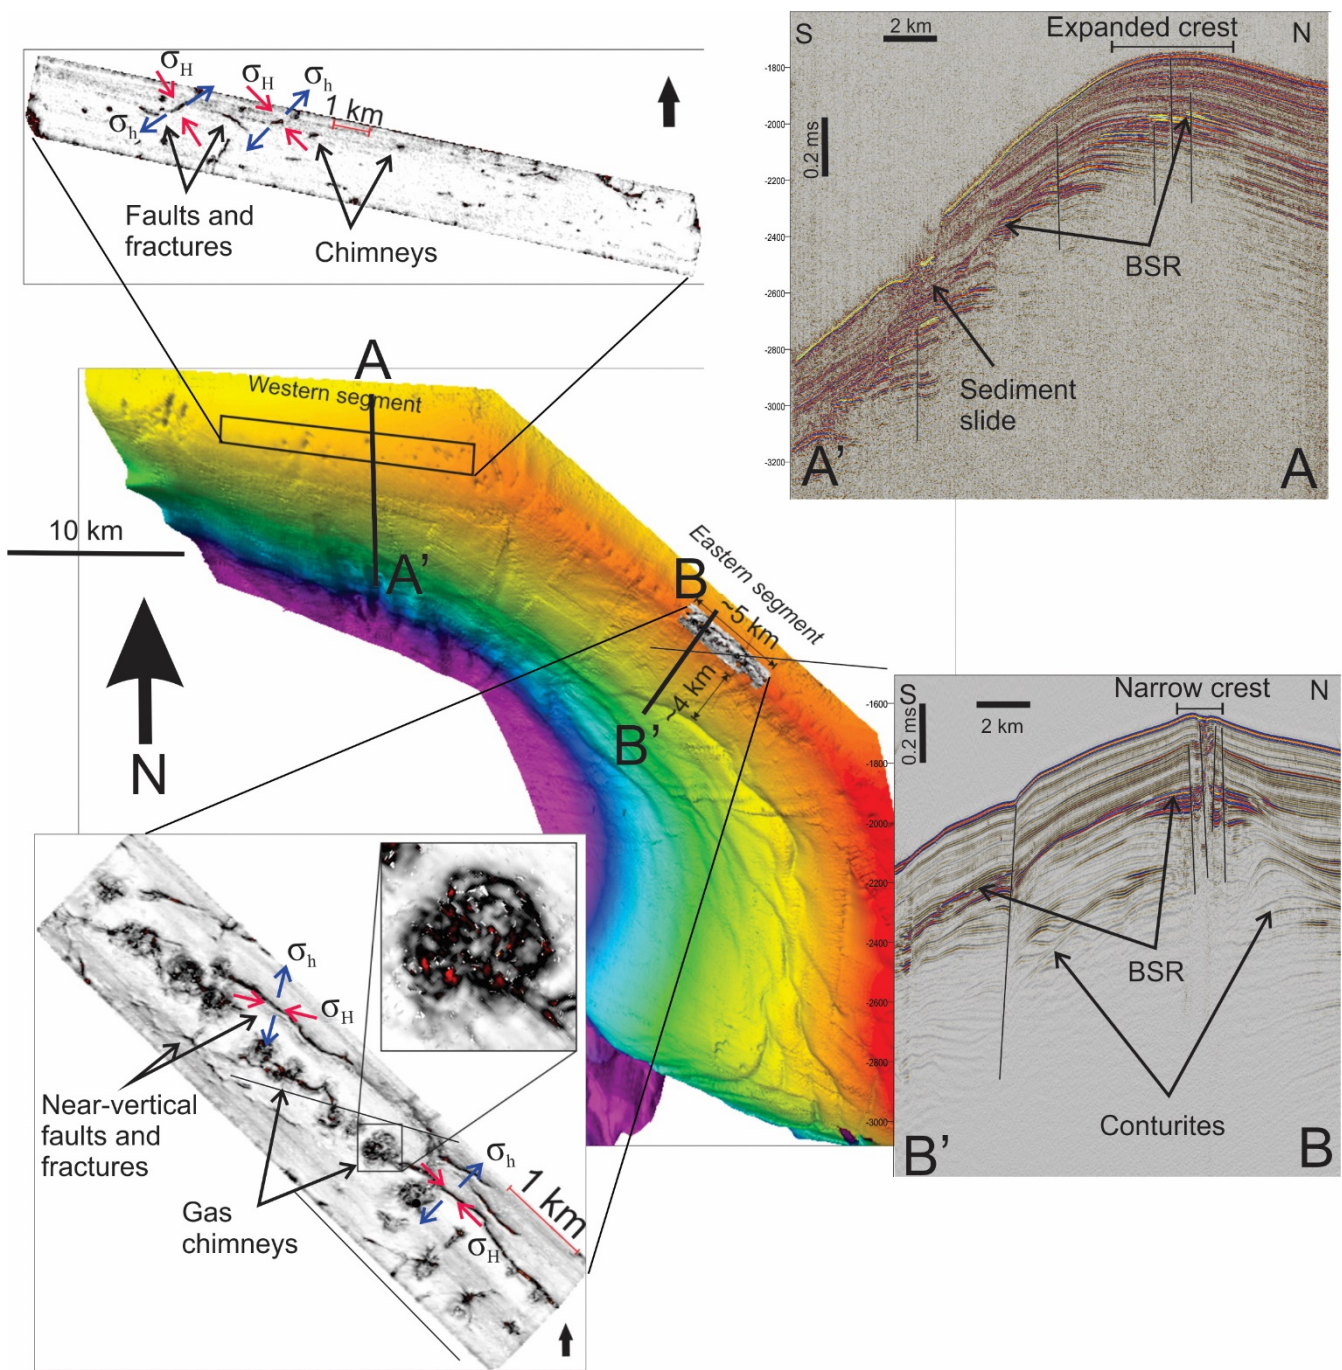 σH
σH
σh
1 km
σh
Faults and
fractures
Chimneys
S
2 km
Expanded crest
N
0.2 ms
-1800
-2000
-2200
-2400
-2600
-2800
-3000
-3200
BSR
Sediment
slide
A'
A
Western segment
A
10 km
A'
N
B
Eastern segment
~5 km
~4 km
B'
S
0.2 ms
2 km
Narrow crest
N
-1600
-1800
-2000
-2200
-2400
-2600
-2800
-3000
BSR
Conturites
B'
B
σh
σH
Near-vertical
faults and
fractures
Gas
chimneys
σh
σH
1 km